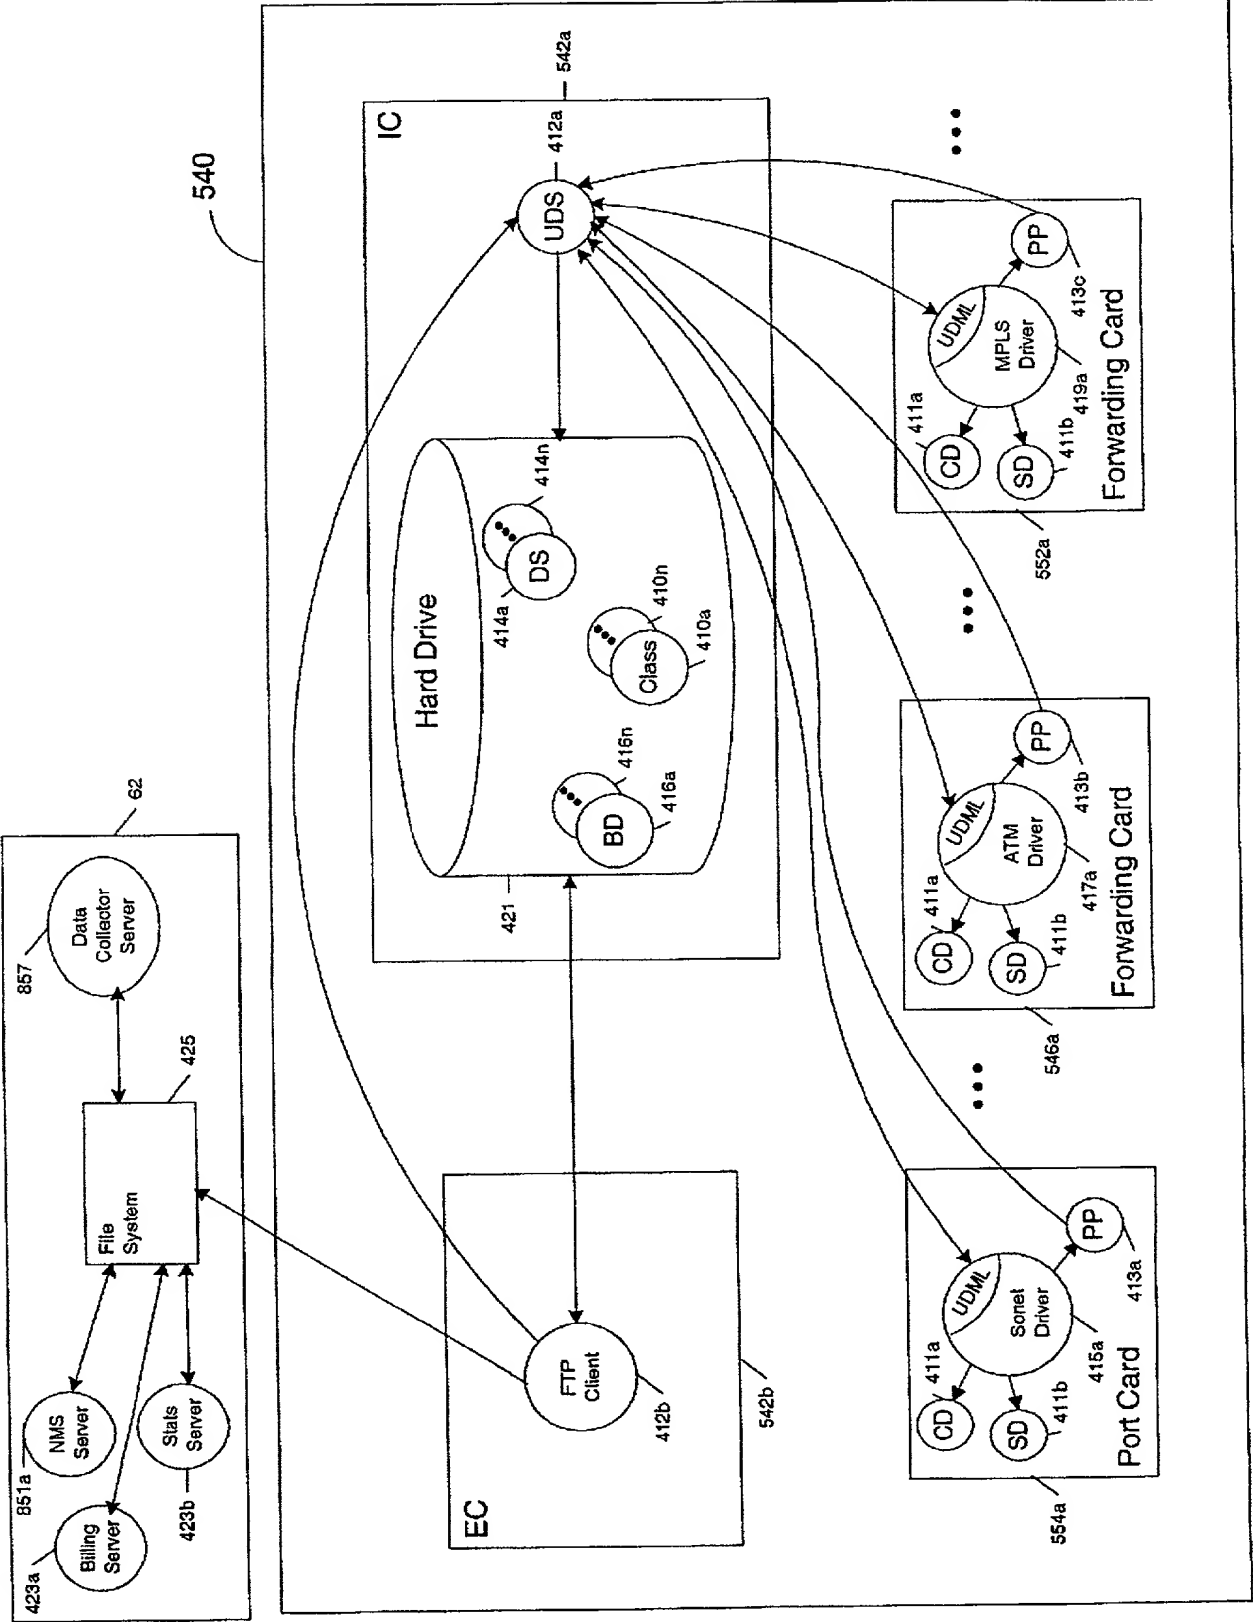 62
857
Data
Collector
Server
425
File
System
851a
NMS
Server
423a
Billing
Server
423b
Stats
Server
540
IC
542a
UDS
412a
Hard Drive
421
DS
414a
414n
Class
410n
410a
BD
416n
416a
EC
FTP
Client
412b
542b
554a
CD
411a
SD
411b
UDML
Sonet
Driver
415a
PP
413a
Port Card
546a
CD
411a
SD
411b
UDML
ATM
Driver
417a
PP
413b
Forwarding Card
552a
CD
411a
SD
411b
UDML
MPLS
Driver
419a
PP
413c
Forwarding Card